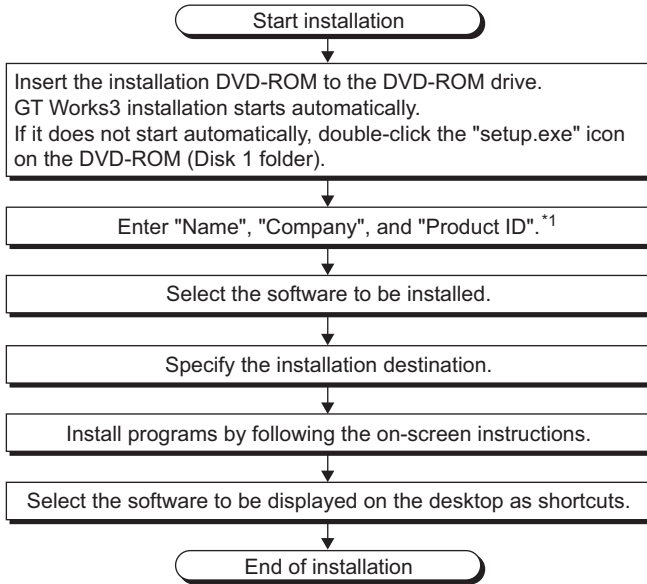 Start installation
Insert the installation DVD-ROM to the DVD-ROM drive.
GT Works3 installation starts automatically.
If it does not start automatically, double-click the "setup.exe" icon
on the DVD-ROM (Disk 1 folder).
Enter "Name", "Company", and "Product ID".*1
Select the software to be installed.
Specify the installation destination.
Install programs by following the on-screen instructions.
Select the software to be displayed on the desktop as shortcuts.
End of installation